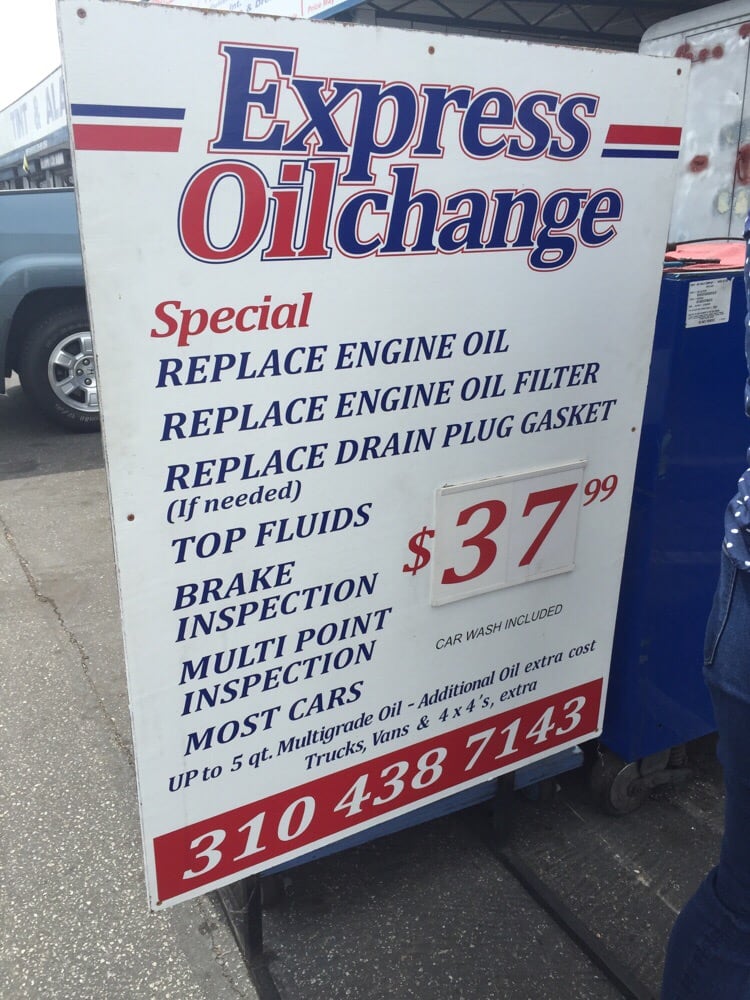 TINT & ALA
Express
Oilchange
Special
REPLACE ENGINE OIL
REPLACE ENGINE OIL FILTER
REPLACE DRAIN PLUG GASKET
(If needed)
TOP FLUIDS
BRAKE
INSPECTION
MULTI POINT
INSPECTION
MOST CARS
$37 99
CAR WASH INCLUDED
UP to 5 qt. Multigrade Oil - Additional Oil extra cost
Trucks, Vans & 4 x 4's, extra
310 438 7143